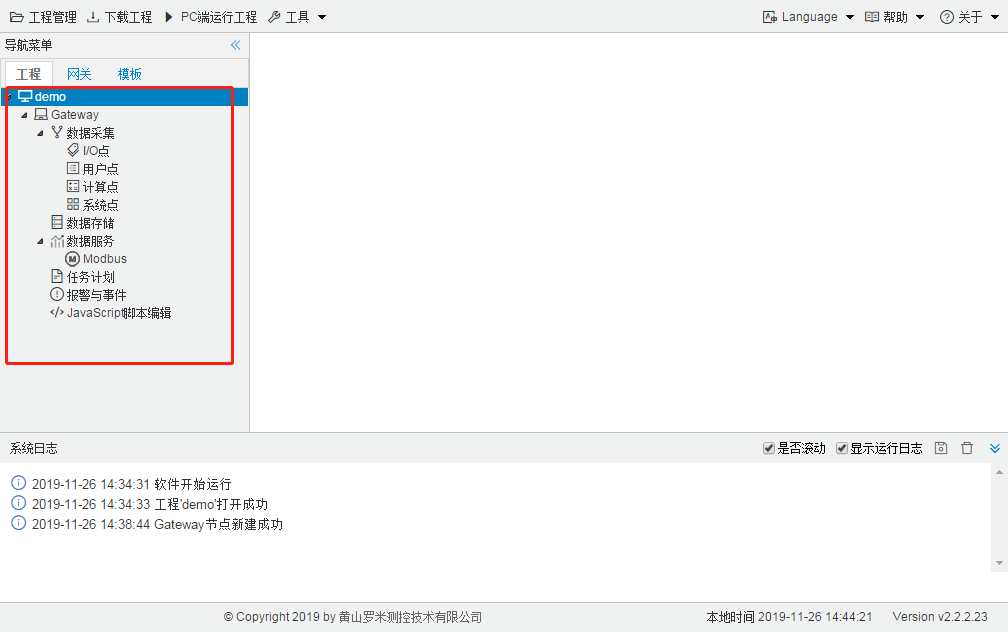 工程管理 下载工程 PC端运行工程 工具 Language 帮助 关于
导航菜单
工程 网关 模板
demo
Gateway
数据采集
I/O点
用户点
计算点
系统点
数据存储
数据服务
Modbus
任务计划
报警与事件
JavaScript脚本编辑
系统日志 是否滚动 显示运行日志
2019-11-26 14:34:31 软件开始运行
2019-11-26 14:34:33 工程'demo'打开成功
2019-11-26 14:38:44 Gateway节点新建成功
© Copyright 2019 by 黄山罗米测控技术有限公司 本地时间 2019-11-26 14:44:21 Version v2.2.2.23